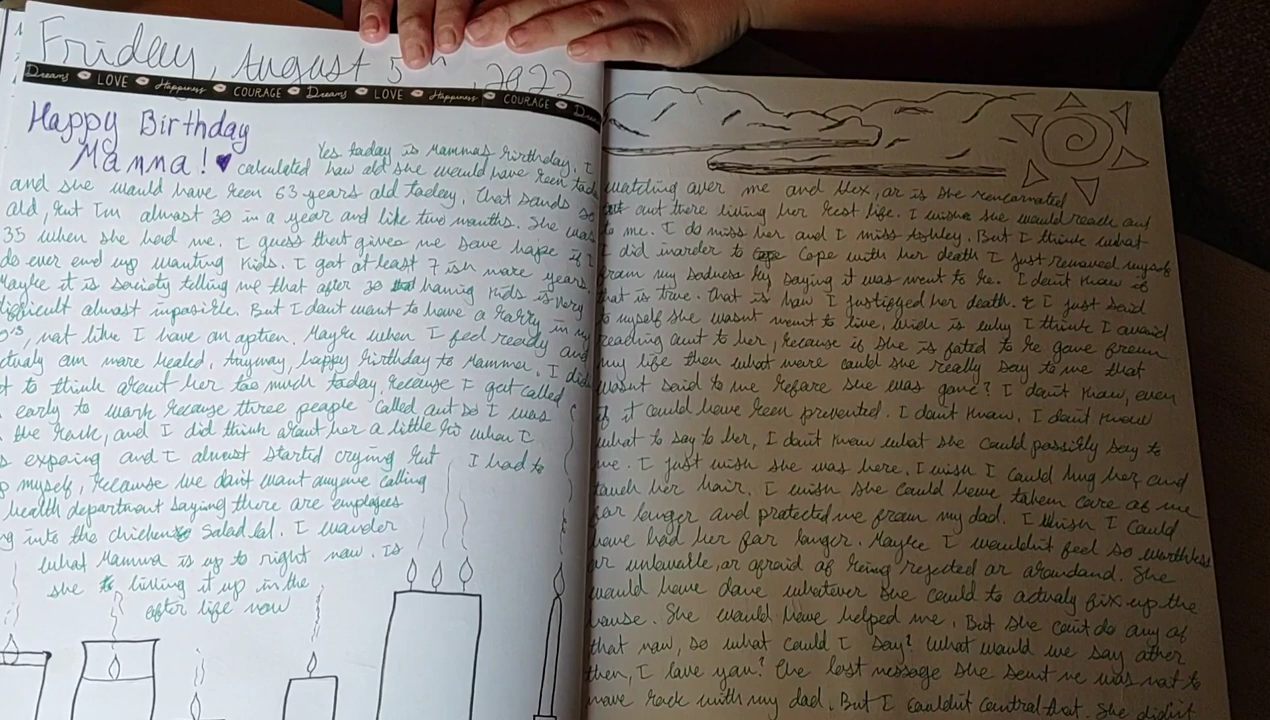 Friday, August 5th, 2022
Dreams LOVE Happiness COURAGE Dreams LOVE Happiness COURAGE
Happy Birthday
Mamma!
Yes today is Mammas birthday. I
calculated how old she would have been
and she would have been 63 years old today. That sounds so
old, but I'm almost 30 in a year and like two months. She was
35 when she had me. I guess that gives me some hope if I
do ever end up wanting kids. I got at least 7 ish more years.
Maybe it is society telling me that after 30 having kids is very
difficult almost imposible. But I don't want to have a baby in my
not like I have an option. Maybe when I feel ready and
actualy am more healed. Anyway, happy birthday to Mamma. I did
to think about her too much today, because I got called
early to work because three people called out so I was
the back, and I did think about her a little bit when I
expoing and I almost started crying but I had to
myself, because we don't want anyone calling
health department saying there are employees
into the chicken salad lol. I wonder
what Mamma is up to right now. Is
she living it up in the
after life now
watching over me and Alex, or is she reencarnated
out there living her best life. I wish she would reach out
to me. I do miss her and I miss Ashley. But I think what
I did inorder to cope with her death I just removed myself
from my sadness by saying it was ment to be. I don't know if
that is true. That is how I justifyed her death. & I just said
to myself she wasn't ment to live, wich is why I think I avoid
reaching out to her, because if she is fated to be gone from
my life then what more could she really say to me that
wasn't said to me before she was gone? I don't know, even
if it could have been prevented. I don't know. I don't know
what to say to her, I don't know what she could possibly say to
me. I just wish she was here. I wish I could hug her and
touch her hair. I wish she could have taken care of me
for longer and protected me from my dad. I wish I could
have had her for longer. Maybe I wouldn't feel so worthless
or unlovable, or afraid of being rejected or abandand. She
would have done whatever she could to actualy fix up the
house. She would have helped me. But she can't do any of
that now, so what could I say? What would we say other
then, I love you? The last message she sent me was not to
move back with my dad. But I couldn't control that. She didn't